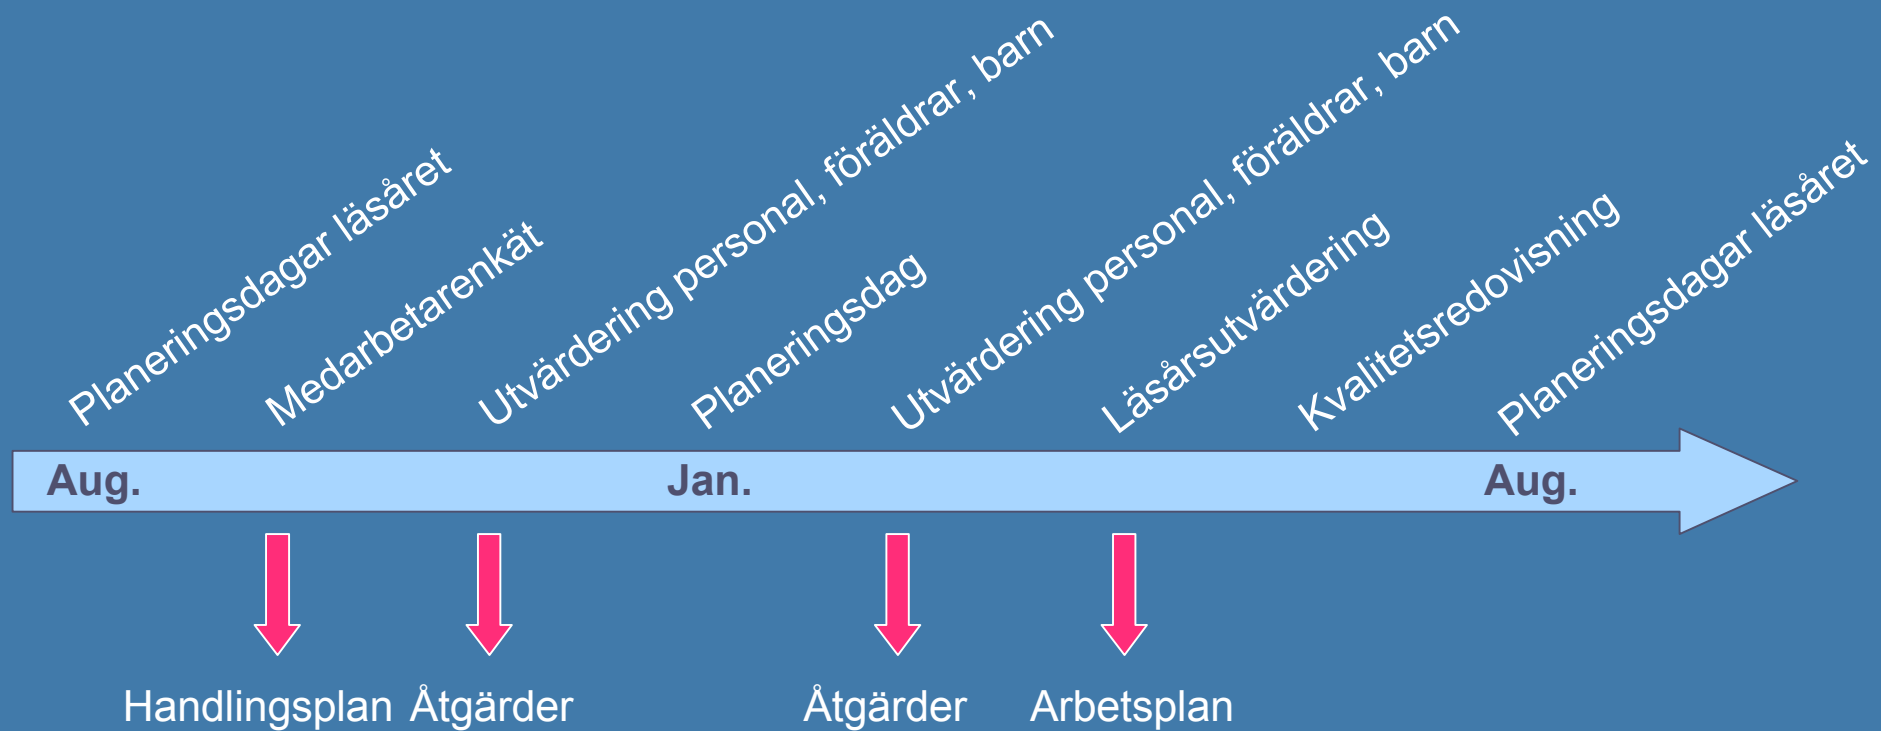 Planeringsdagar läsåret
Medarbetarenkät
Utvärdering personal, föräldrar, barn
Planeringsdag
Utvärdering personal, föräldrar, barn
Läsårsutvärdering
Kvalitetsredovisning
Planeringsdagar läsåret
Aug.
Jan.
Aug.
Handlingsplan
Åtgärder
Åtgärder
Arbetsplan